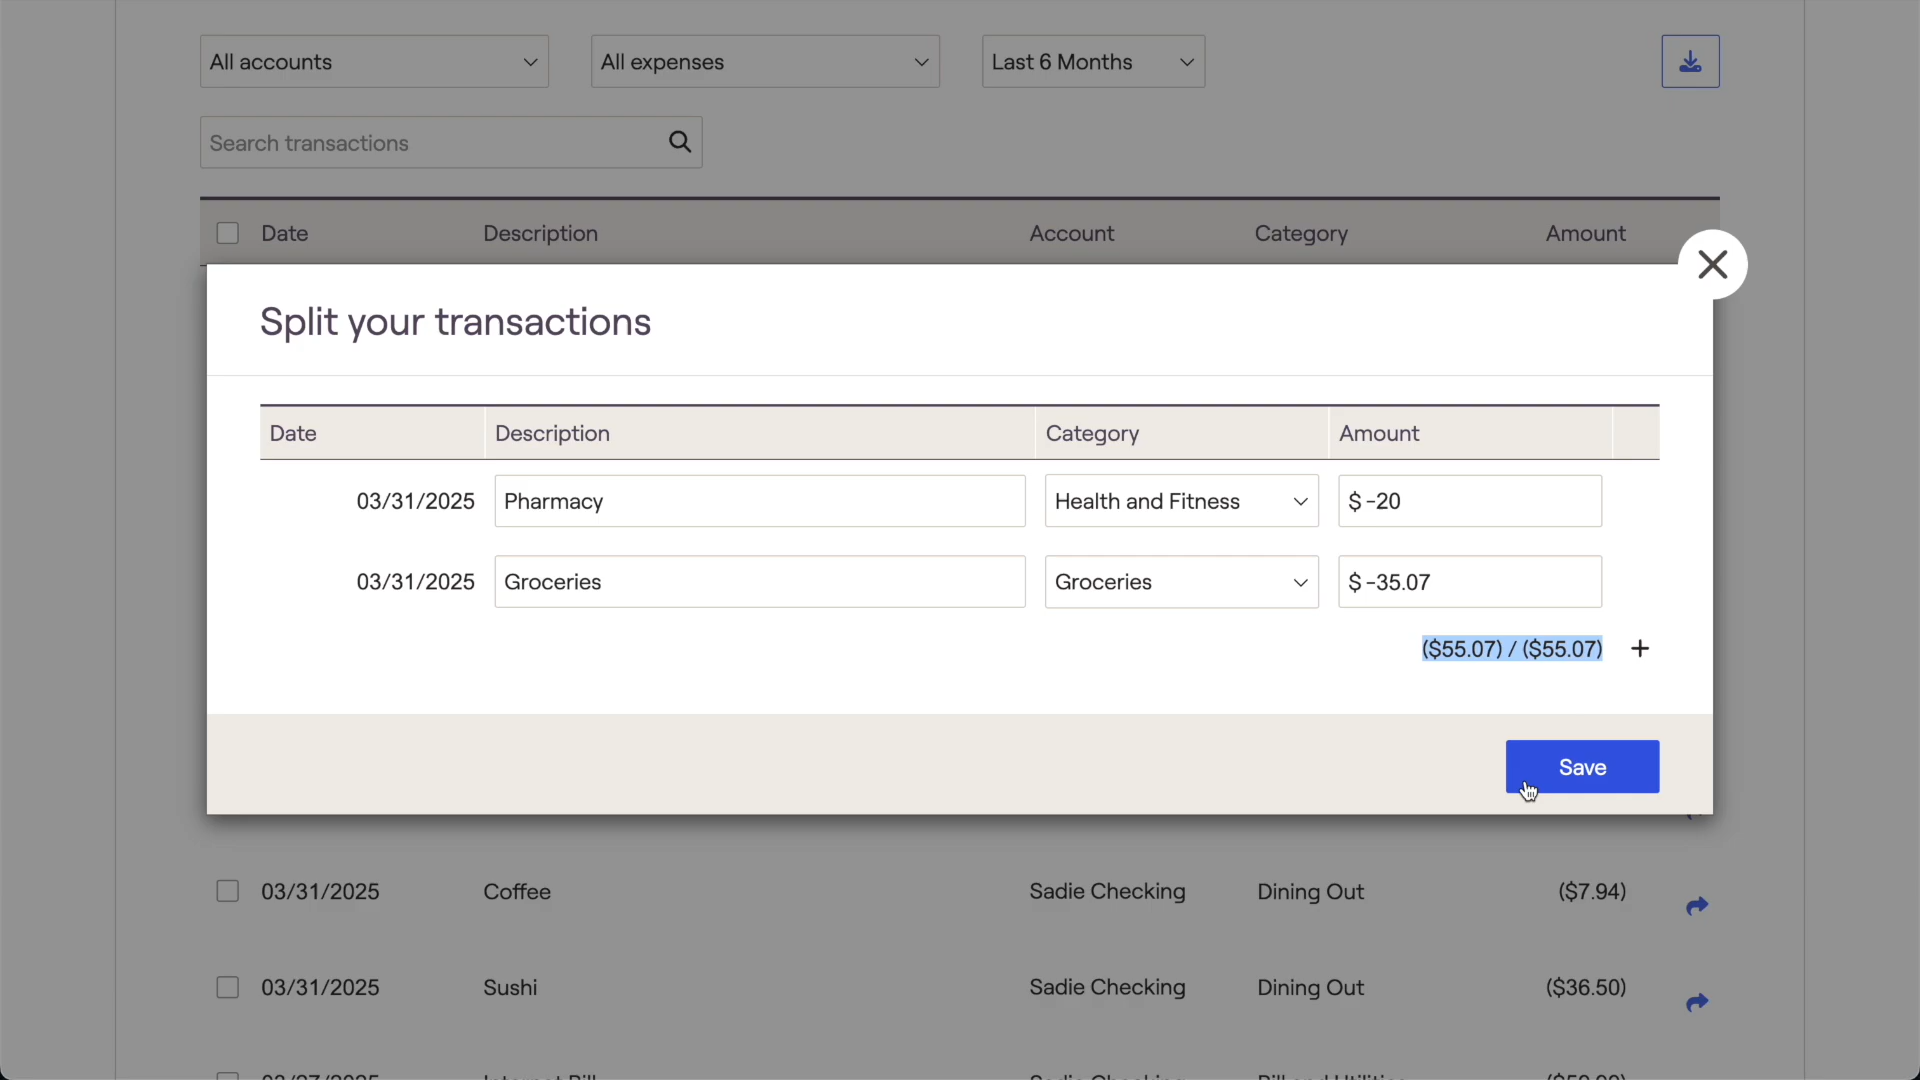 All accounts All expenses Last 6 Months
Search transactions
Date Description Account Category Amount
Split your transactions
Date Description Category Amount
03/31/2025 Pharmacy Health and Fitness $ -20
03/31/2025 Groceries Groceries $ -35.07
($55.07) / ($55.07) +
Save
03/31/2025 Coffee Sadie Checking Dining Out ($7.94)
03/31/2025 Sushi Sadie Checking Dining Out ($36.50)